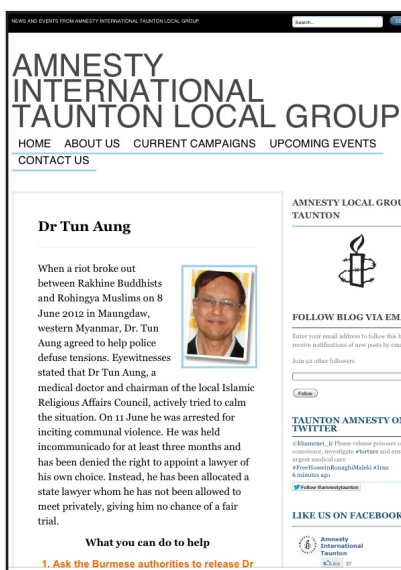 NEWS AND EVENTS FROM AMNESTY INTERNATIONAL TAUNTON LOCAL GROUP
Search...
AMNESTY
INTERNATIONAL
TAUNTON LOCAL GROUP
HOME ABOUT US CURRENT CAMPAIGNS UPCOMING EVENTS
CONTACT US
Dr Tun Aung
When a riot broke out
between Rakhine Buddhists
and Rohingya Muslims on 8
June 2012 in Maungdaw,
western Myanmar, Dr. Tun
Aung agreed to help police
defuse tensions. Eyewitnesses
stated that Dr Tun Aung, a
medical doctor and chairman of the local Islamic
Religious Affairs Council, actively tried to calm
the situation. On 11 June he was arrested for
inciting communal violence. He was held
incommunicado for at least three months and
has been denied the right to appoint a lawyer of
his own choice. Instead, he has been allocated a
state lawyer whom he has not been allowed to
meet privately, giving him no chance of a fair
trial.
What you can do to help
1. Ask the Burmese authorities to release Dr
AMNESTY LOCAL GROU
TAUNTON
FOLLOW BLOG VIA EM
Enter your email address to follow this b
receive notifications of new posts by ema
Join 92 other followers
Follow
TAUNTON AMNESTY ON
TWITTER
@khamenei_ir Please release prisoner o
conscience, investigate #torture and ens
urgent medical care
#FreeHosseinRonaghiMaleki #Iran
6 minutes ago
Follow @amnestytaunton
LIKE US ON FACEBOOK
Amnesty
International
Taunton
Like 37